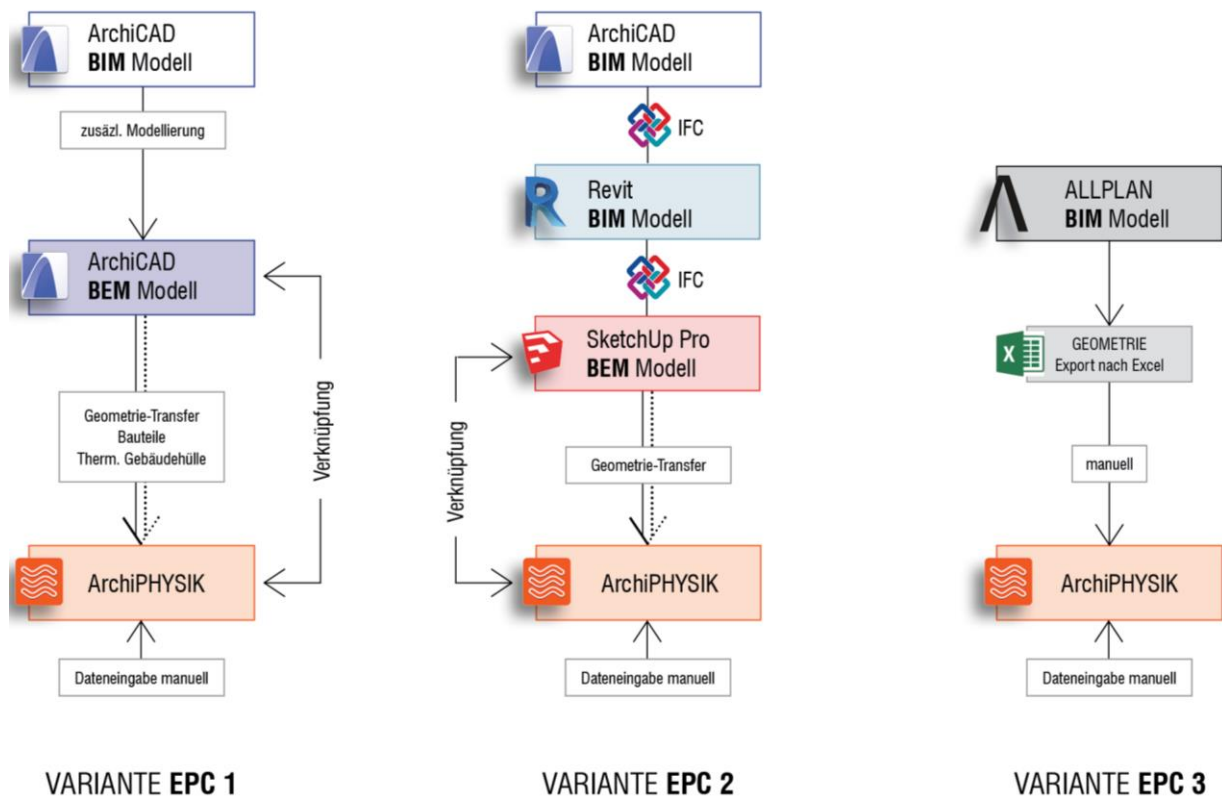 ArchiCAD
BIM Modell
zusäzl. Modellierung
ArchiCAD
BEM Modell
Geometrie-Transfer
Bauteile
Therm. Gebäudehülle
Verknüpfung
ArchiPHYSIK
Dateneingabe manuell
VARIANTE EPC 1
ArchiCAD
BIM Modell
IFC
Revit
BIM Modell
IFC
SketchUp Pro
BEM Modell
Verknüpfung
Geometrie-Transfer
ArchiPHYSIK
Dateneingabe manuell
VARIANTE EPC 2
ALLPLAN
BIM Modell
X
GEOMETRIE
Export nach Excel
manuell
ArchiPHYSIK
Dateneingabe manuell
VARIANTE EPC 3